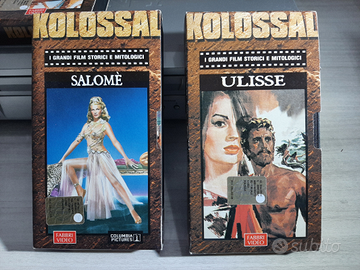 KOLOSSAL
I GRANDI FILM STORICI E MITOLOGICI
SALOMÈ
FABBRI
VIDEO
COLUMBIA
PICTURES
KOLOSSAL
I GRANDI FILM STORICI E MITOLOGICI
ULISSE
FABBRI
VIDEO
subito